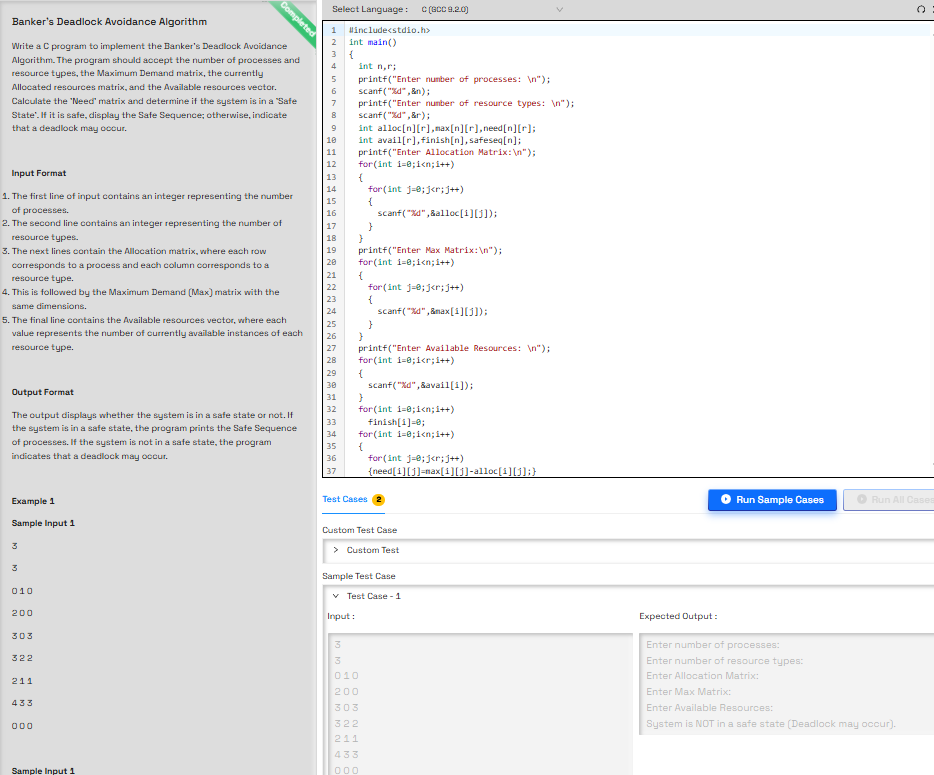 Banker's Deadlock Avoidance Algorithm
Completed
Write a C program to implement the Banker's Deadlock Avoidance
Algorithm. The program should accept the number of processes and
resource types, the Maximum Demand matrix, the currently
Allocated resources matrix, and the Available resources vector.
Calculate the 'Need' matrix and determine if the system is in a 'Safe
State'. If it is safe, display the Safe Sequence; otherwise, indicate
that a deadlock may occur.
Input Format
1. The first line of input contains an integer representing the number
of processes.
2. The second line contains an integer representing the number of
resource types.
3. The next lines contain the Allocation matrix, where each row
corresponds to a process and each column corresponds to a
resource type.
4. This is followed by the Maximum Demand (Max) matrix with the
same dimensions.
5. The final line contains the Available resources vector, where each
value represents the number of currently available instances of each
resource type.
Output Format
The output displays whether the system is in a safe state or not. If
the system is in a safe state, the program prints the Safe Sequence
of processes. If the system is not in a safe state, the program
indicates that a deadlock may occur.
Example 1
Sample Input 1
3
3
0 1 0
2 0 0
3 0 3
3 2 2
2 1 1
4 3 3
0 0 0
Sample Input 1
Select Language : C (GCC 9.2.0)
1 #include<stdio.h>
2 int main()
3 {
4 int n,r;
5 printf("Enter number of processes: \n");
6 scanf("%d",&n);
7 printf("Enter number of resource types: \n");
8 scanf("%d",&r);
9 int alloc[n][r],max[n][r],need[n][r];
10 int avail[r],finish[n],safeseq[n];
11 printf("Enter Allocation Matrix:\n");
12 for(int i=0;i<n;i++)
13 {
14 for(int j=0;j<r;j++)
15 {
16 scanf("%d",&alloc[i][j]);
17 }
18 }
19 printf("Enter Max Matrix:\n");
20 for(int i=0;i<n;i++)
21 {
22 for(int j=0;j<r;j++)
23 {
24 scanf("%d",&max[i][j]);
25 }
26 }
27 printf("Enter Available Resources: \n");
28 for(int i=0;i<r;i++)
29 {
30 scanf("%d",&avail[i]);
31 }
32 for(int i=0;i<n;i++)
33 finish[i]=0;
34 for(int i=0;i<n;i++)
35 {
36 for(int j=0;j<r;j++)
37 {need[i][j]=max[i][j]-alloc[i][j];}
Test Cases 2
Run Sample Cases
Run All Cases
Custom Test Case
Custom Test
Sample Test Case
Test Case - 1
Input :
3
3
0 1 0
2 0 0
3 0 3
3 2 2
2 1 1
4 3 3
0 0 0
Expected Output :
Enter number of processes:
Enter number of resource types:
Enter Allocation Matrix:
Enter Max Matrix:
Enter Available Resources:
System is NOT in a safe state (Deadlock may occur).